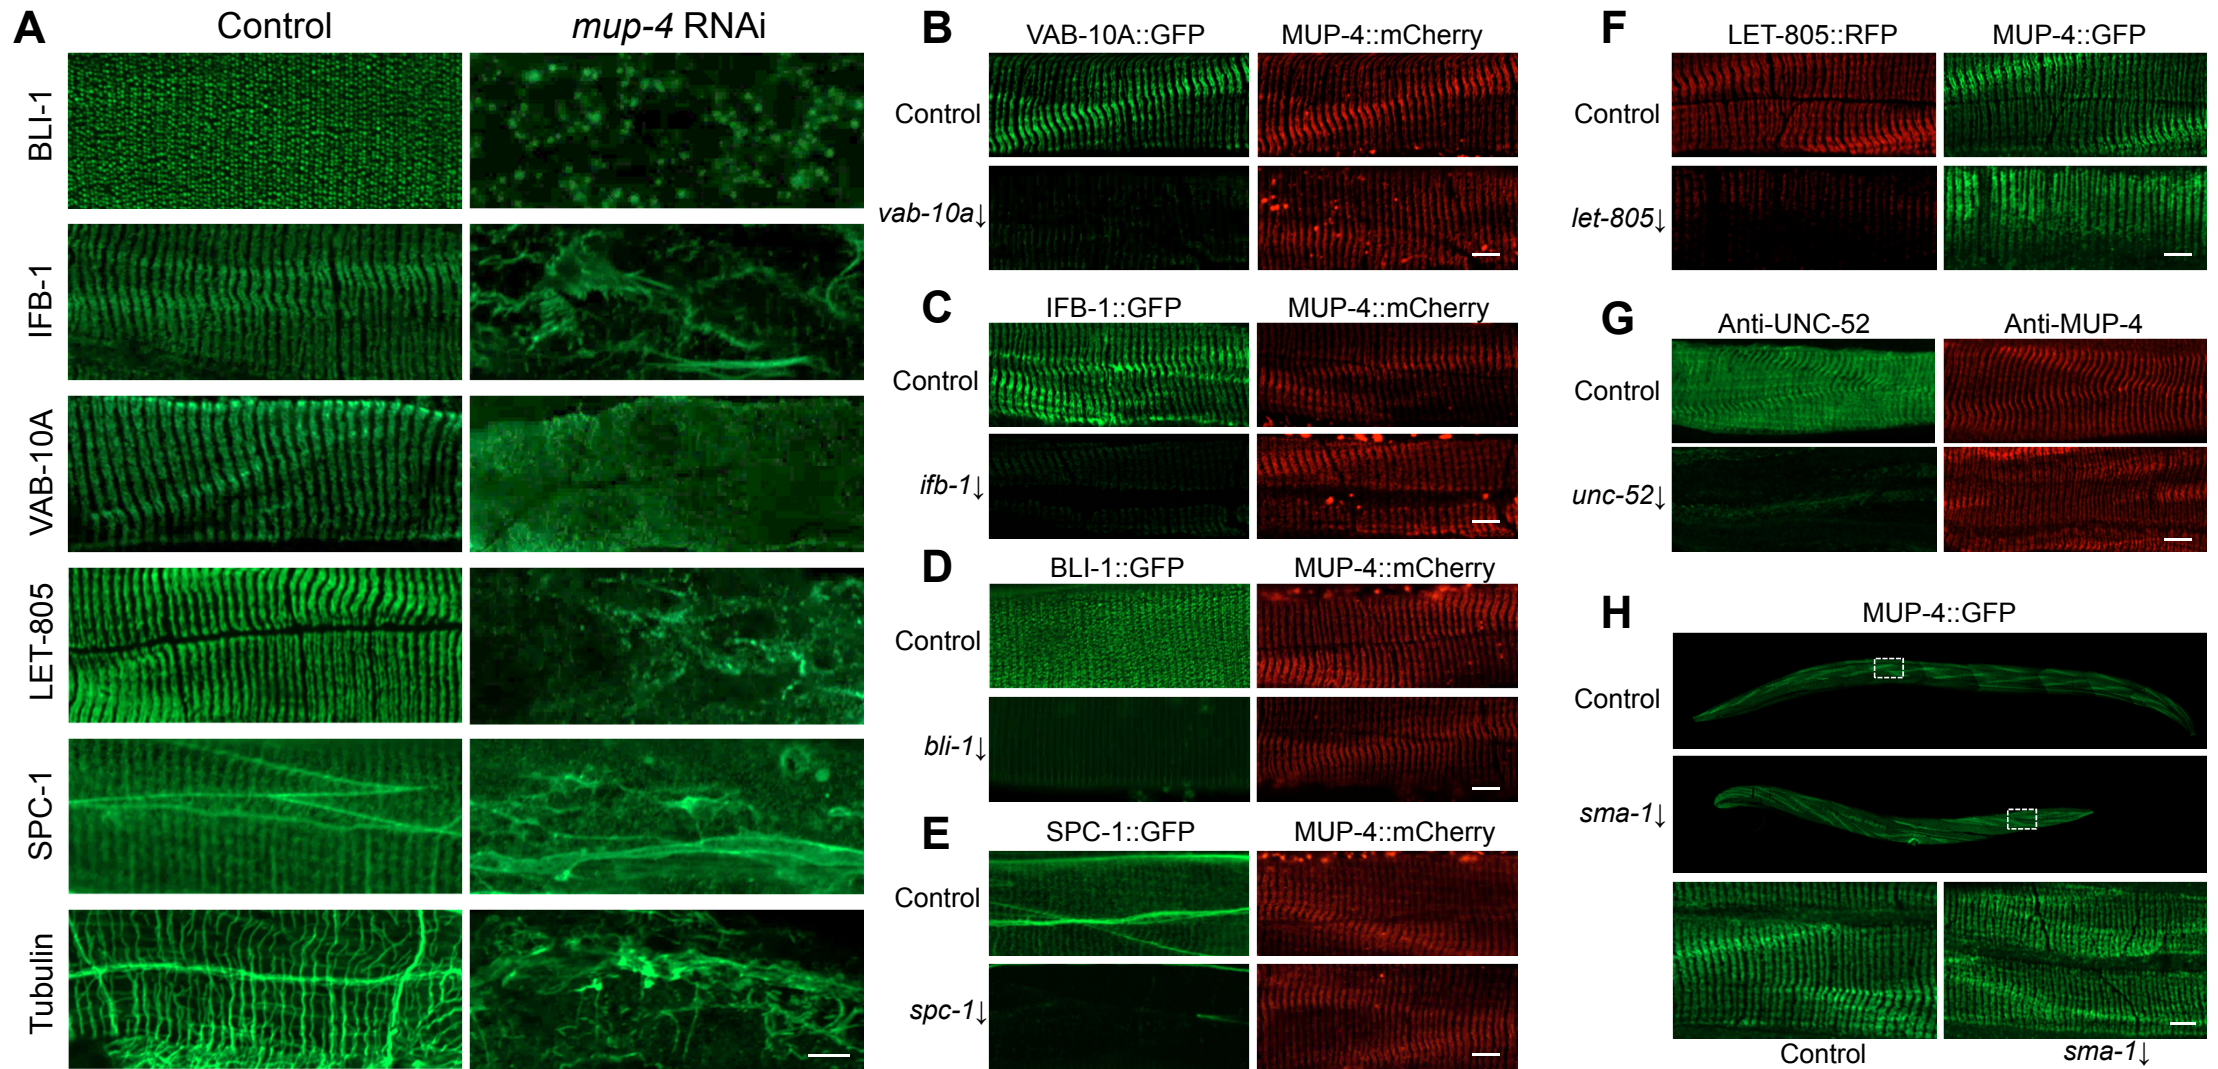 A
Control
mup-4 RNAi
BLI-1
IFB-1
VAB-10A
LET-805
SPC-1
Tubulin
B
VAB-10A::GFP
MUP-4::mCherry
Control
vab-10a↓
C
IFB-1::GFP
MUP-4::mCherry
Control
ifb-1↓
D
BLI-1::GFP
MUP-4::mCherry
Control
bli-1↓
E
SPC-1::GFP
MUP-4::mCherry
Control
spc-1↓
F
LET-805::RFP
MUP-4::GFP
Control
let-805↓
G
Anti-UNC-52
Anti-MUP-4
Control
unc-52↓
H
MUP-4::GFP
Control
sma-1↓
Control
sma-1↓